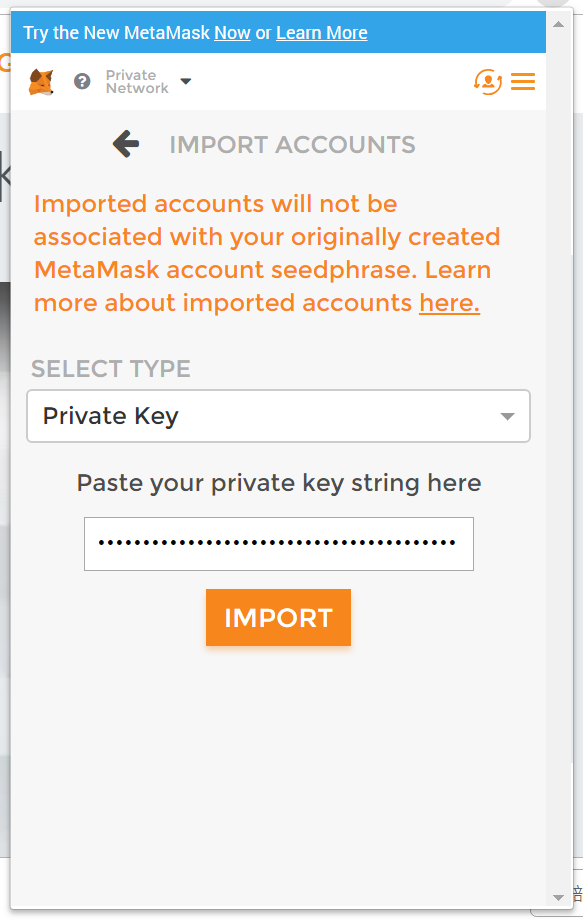 Try the New MetaMask Now or Learn More
?
Private
Network
IMPORT ACCOUNTS
Imported accounts will not be
associated with your originally created
MetaMask account seedphrase. Learn
more about imported accounts here.
SELECT TYPE
Private Key
Paste your private key string here
IMPORT